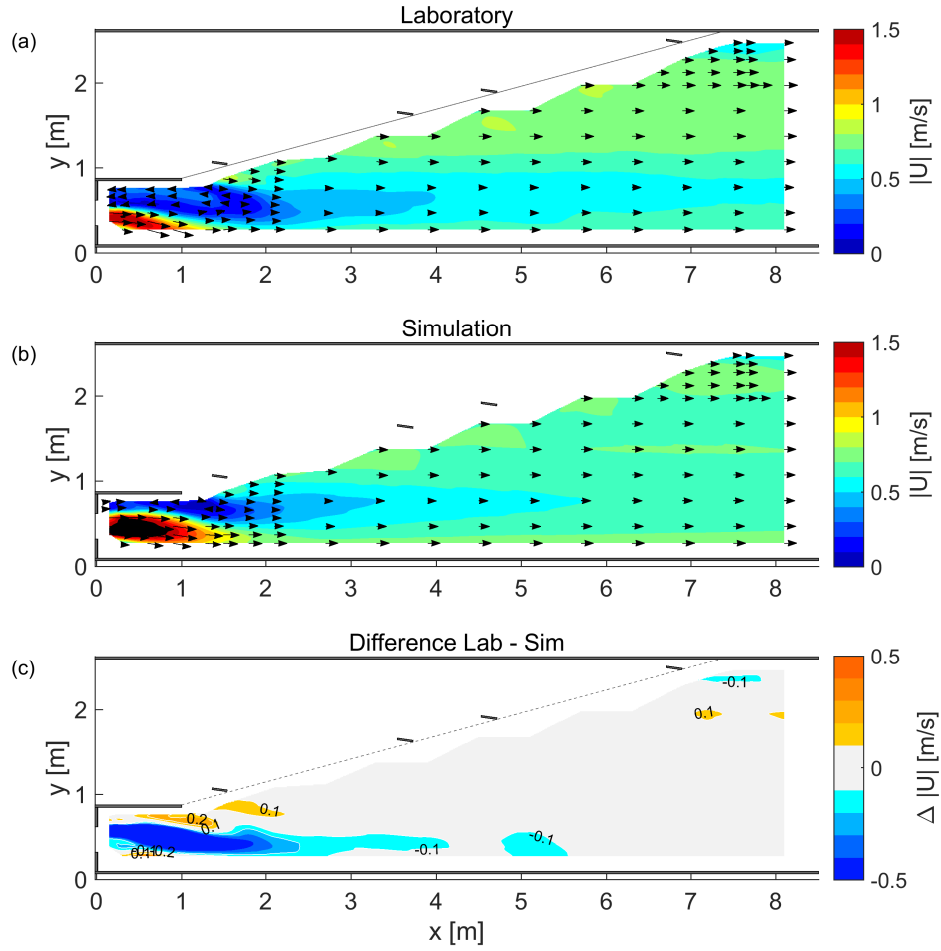 Laboratory
(a)
y [m]
2
1
0
0 1 2 3 4 5 6 7 8
1.5
1
0.5
0
|U| [m/s]
Simulation
(b)
y [m]
2
1
0
0 1 2 3 4 5 6 7 8
1.5
1
0.5
0
|U| [m/s]
Difference Lab - Sim
(c)
y [m]
2
1
0
-0.1
0.1
0.1
0.2
0.1
-0.1
-0.1
0 1 2 3 4 5 6 7 8
x [m]
0.5
0
-0.5
Δ |U| [m/s]